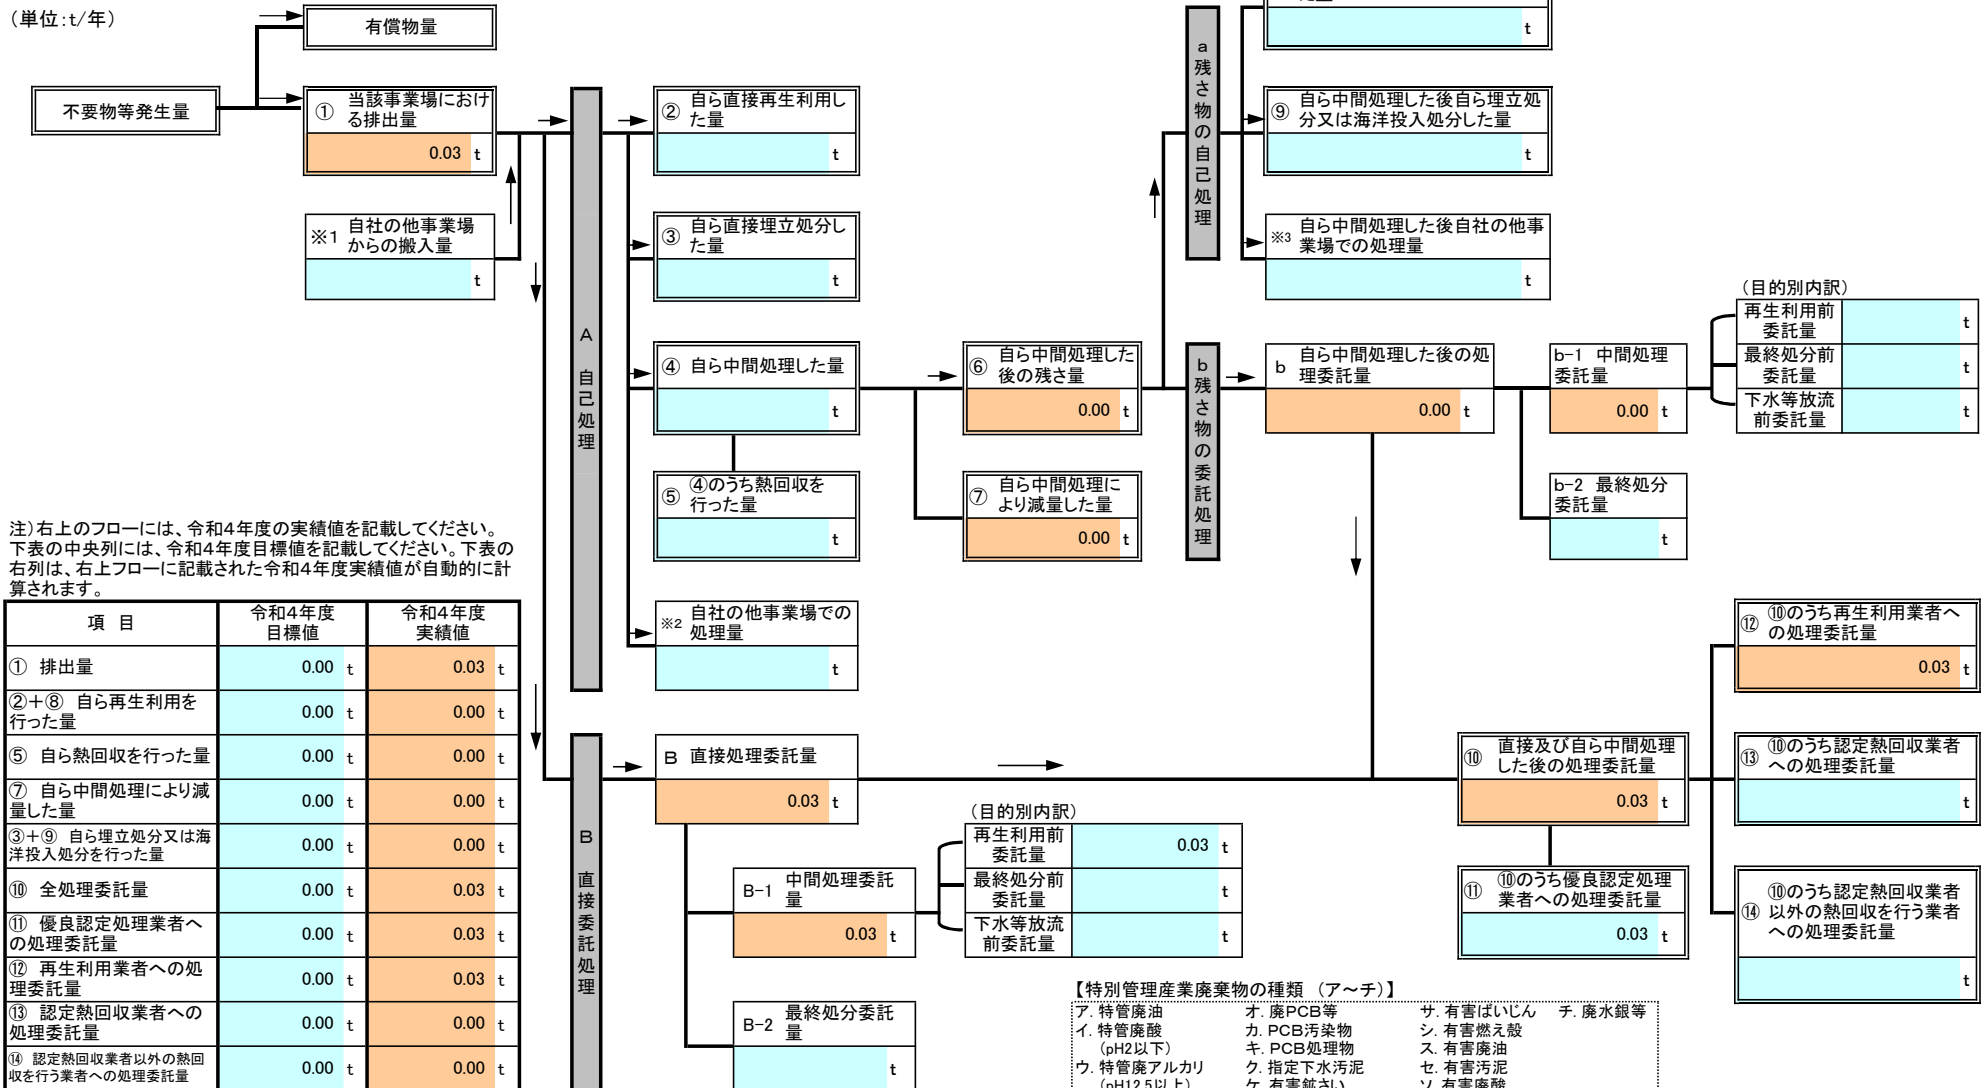 （単位:t/年）
有償物量
不要物等発生量
① 当該事業場におけ
る排出量
0.03 t
※1 自社の他事業場
からの搬入量
t
A 自己処理
② 自ら直接再生利用し
た量
t
③ 自ら直接埋立処分し
た量
t
④ 自ら中間処理した量
t
⑤ ④のうち熱回収を
行った量
t
※2 自社の他事業場での
処理量
t
⑥ 自ら中間処理した
後の残さ量
0.00 t
⑦ 自ら中間処理に
より減量した量
0.00 t
a 残さ物の自己処理
t
⑨ 自ら中間処理した後自ら埋立処
分又は海洋投入処分した量
t
※3 自ら中間処理した後自社の他事
業場での処理量
t
b 残さ物の委託処理
b 自ら中間処理した後の処
理委託量
0.00 t
b-1 中間処理
委託量
0.00 t
b-2 最終処分
委託量
t
（目的別内訳）
再生利用前
委託量
t
最終処分前
委託量
t
下水等放流
前委託量
t
注）右上のフローには、令和4年度の実績値を記載してください。
下表の中央列には、令和4年度目標値を記載してください。下表の
右列は、右上フローに記載された令和4年度実績値が自動的に計
算されます。
項 目
令和4年度
目標値
令和4年度
実績値
① 排出量 0.00 t 0.03 t
②＋⑧ 自ら再生利用を
行った量 0.00 t 0.00 t
⑤ 自ら熱回収を行った量 0.00 t 0.00 t
⑦ 自ら中間処理により減
量した量 0.00 t 0.00 t
③＋⑨ 自ら埋立処分又は海
洋投入処分を行った量 0.00 t 0.00 t
⑩ 全処理委託量 0.00 t 0.03 t
⑪ 優良認定処理業者へ
の処理委託量 0.00 t 0.03 t
⑫ 再生利用業者への処
理委託量 0.00 t 0.03 t
⑬ 認定熱回収業者への
処理委託量 0.00 t 0.00 t
⑭ 認定熱回収業者以外の熱回
収を行う業者への処理委託量 0.00 t 0.00 t
B 直接委託処理
B 直接処理委託量
0.03 t
B-1 中間処理委託
量
0.03 t
B-2 最終処分委託
量
t
（目的別内訳）
再生利用前
委託量
0.03 t
最終処分前
委託量
t
下水等放流
前委託量
t
⑩ 直接及び自ら中間処理
した後の処理委託量
0.03 t
⑪ ⑩のうち優良認定処理
業者への処理委託量
0.03 t
⑫ ⑩のうち再生利用業者へ
の処理委託量
0.03 t
⑬ ⑩のうち認定熱回収業者
への処理委託量
t
⑭ ⑩のうち認定熱回収業者
以外の熱回収を行う業者
への処理委託量
t
【特別管理産業廃棄物の種類 （ア～チ）】
ア. 特管廃油 オ. 廃PCB等 サ. 有害ばいじん チ. 廃水銀等
イ. 特管廃酸 カ. PCB汚染物 シ. 有害燃え殻
（pH2以下） キ. PCB処理物 ス. 有害廃油
ウ. 特管廃アルカリ ク. 指定下水汚泥 セ. 有害汚泥
（pH12.5以上） ケ. 有害鉱さい ソ. 有害廃酸